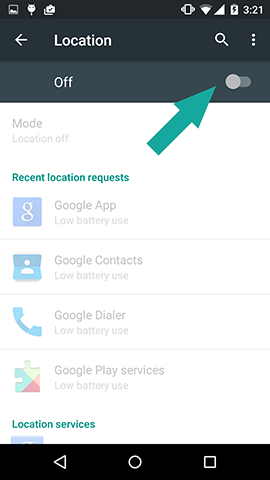 3:21
Location
Off
Mode
Location off
Recent location requests
Google App
Low battery use
Google Contacts
Low battery use
Google Dialer
Low battery use
Google Play services
Low battery use
Location services